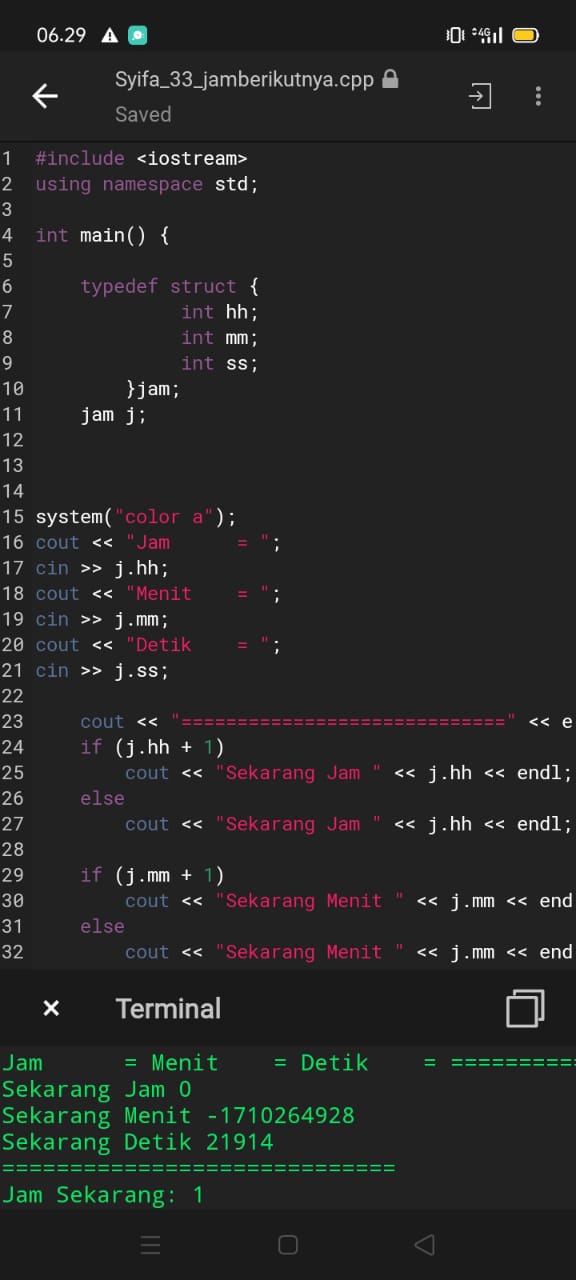 06.29
4G
Syifa_33_jamberikutnya.cpp
Saved
1 #include <iostream>
2 using namespace std;
3
4 int main() {
5
6     typedef struct {
7              int hh;
8              int mm;
9              int ss;
10         }jam;
11     jam j;
12
13
14
15 system("color a");
16 cout << "Jam      = ";
17 cin >> j.hh;
18 cout << "Menit    = ";
19 cin >> j.mm;
20 cout << "Detik    = ";
21 cin >> j.ss;
22
23     cout << "=============================" << e
24     if (j.hh + 1)
25         cout << "Sekarang Jam " << j.hh << endl;
26     else
27         cout << "Sekarang Jam " << j.hh << endl;
28
29     if (j.mm + 1)
30         cout << "Sekarang Menit " << j.mm << end
31     else
32         cout << "Sekarang Menit " << j.mm << end
Terminal
Jam      = Menit    = Detik    = ==========
Sekarang Jam 0
Sekarang Menit -1710264928
Sekarang Detik 21914
=============================
Jam Sekarang: 1